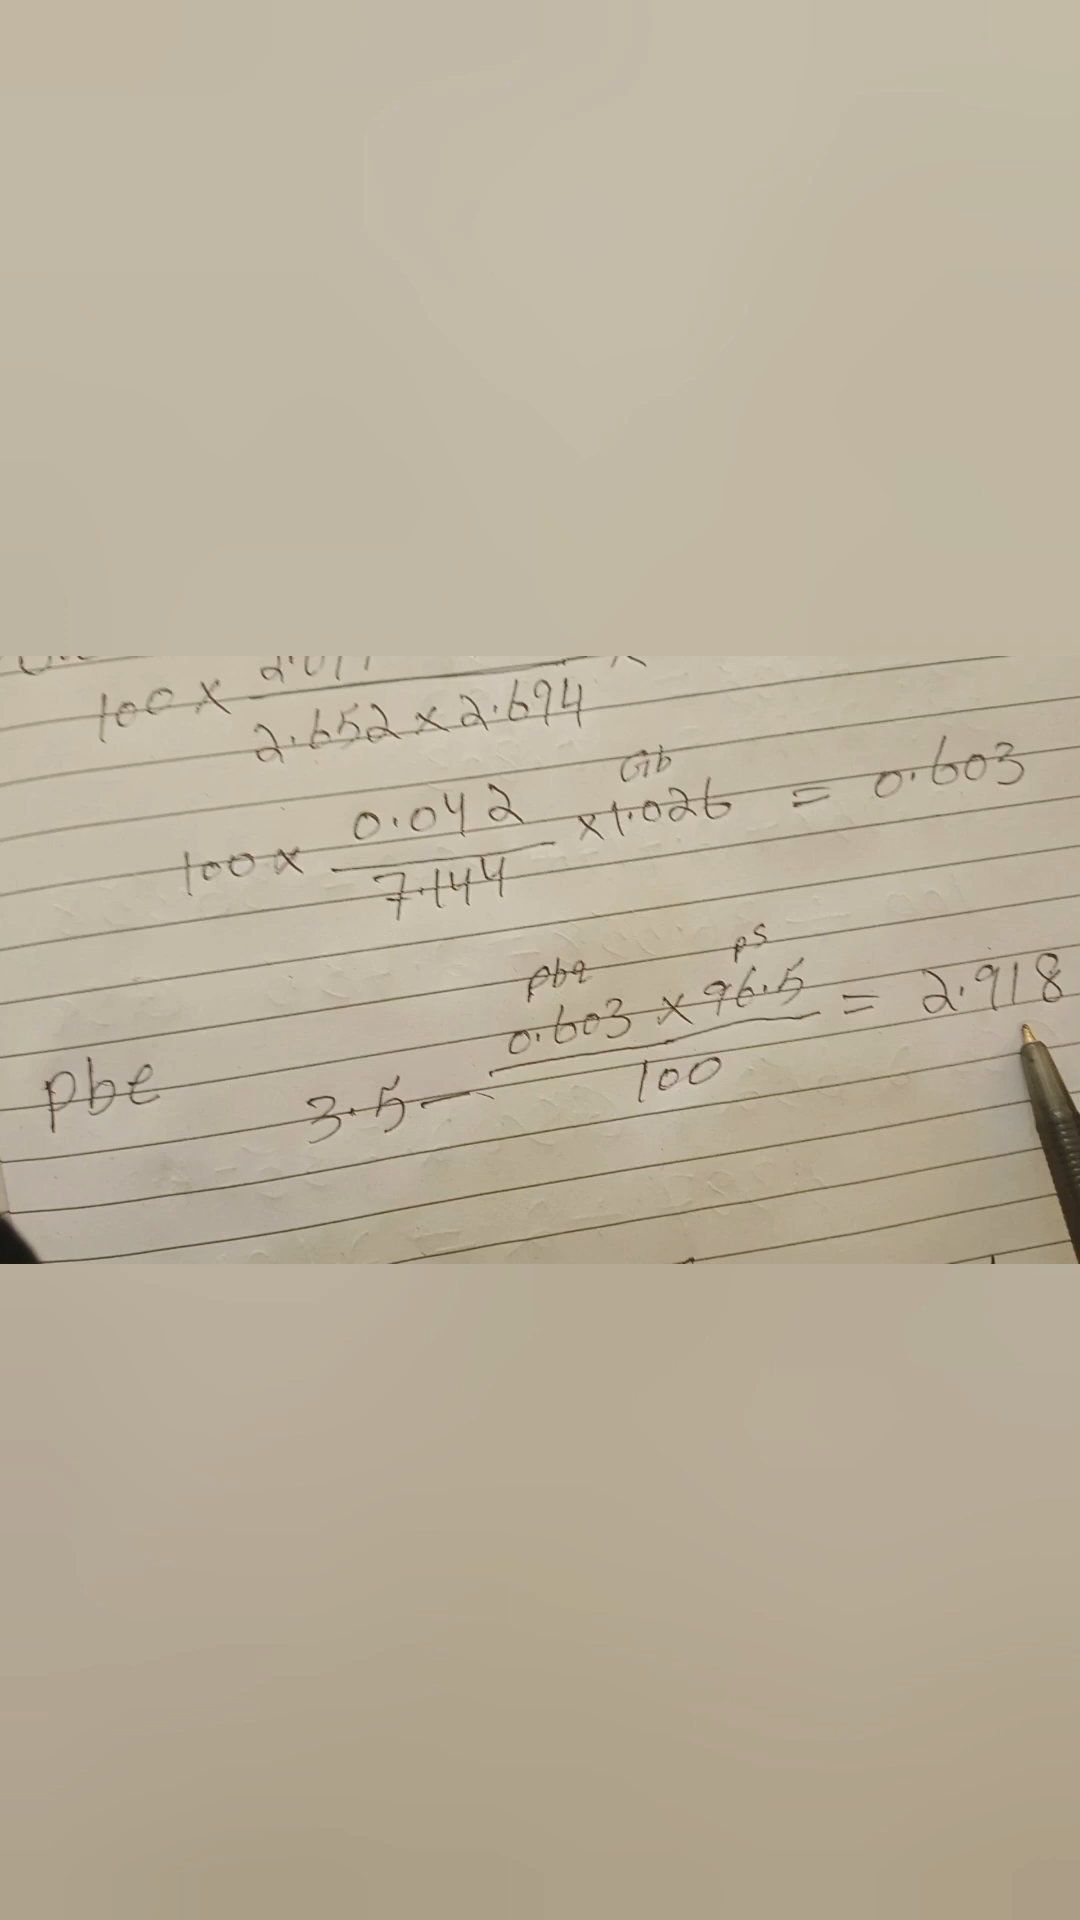 100 ×
2.652 × 2.694
Gb
100 × 0.042 / 7.144 × 1.026 = 0.603
pba ps
pbe 3.5 — 0.603 × 96.5 / 100 = 2.918